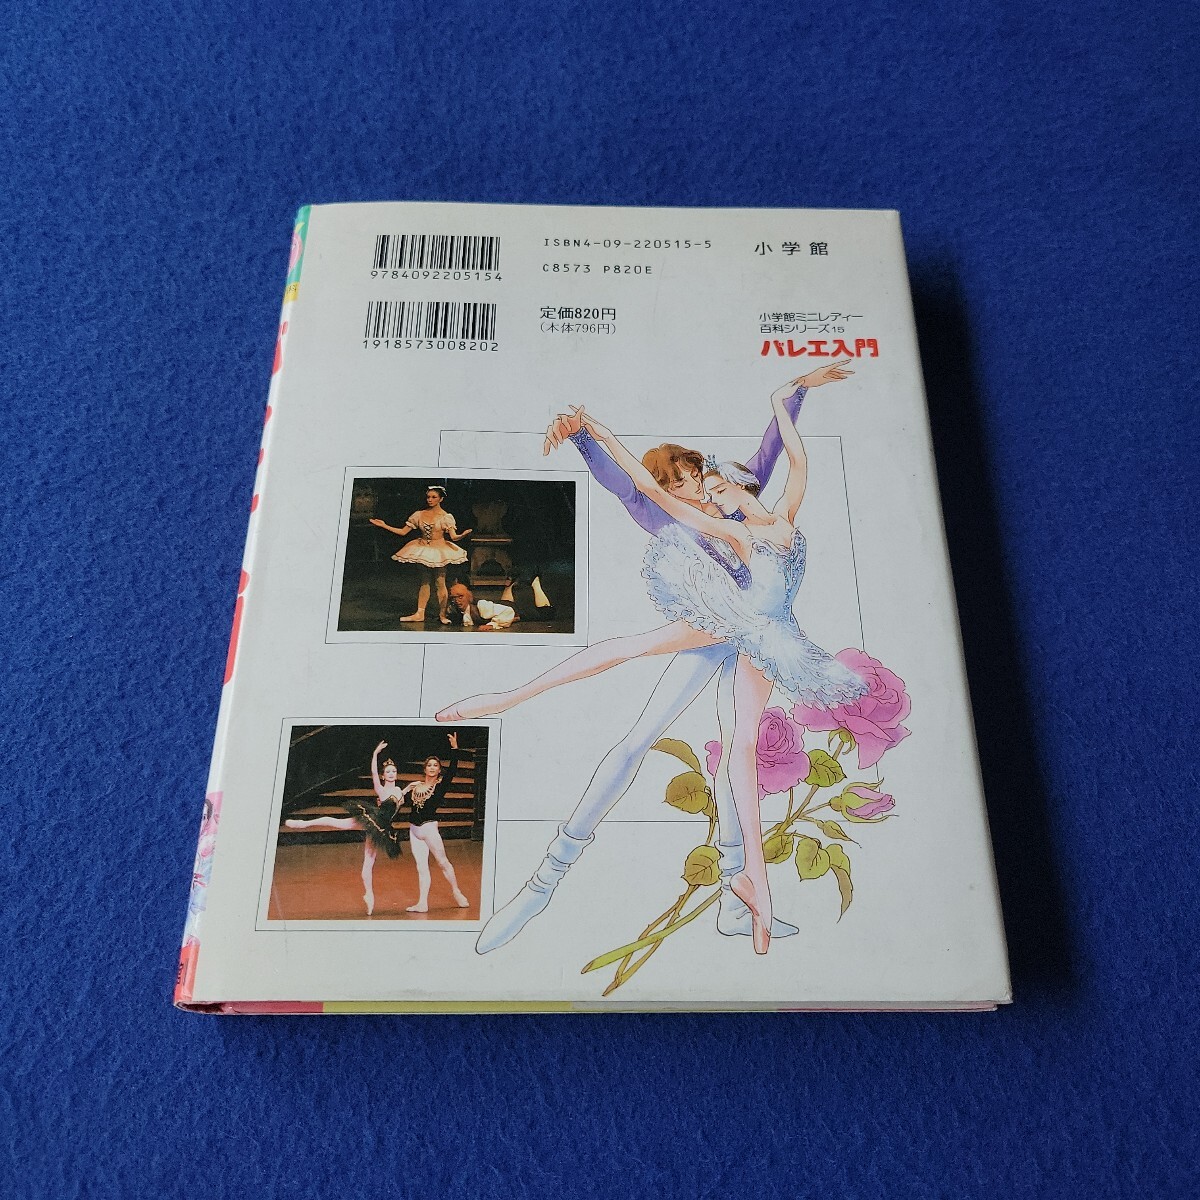 9784092205154
ISBN4-09-220515-5
C8573 P820E
小学館
1918573008202
定価820円
(本体796円)
小学館ミニレディー
百科シリーズ15
バレエ入門